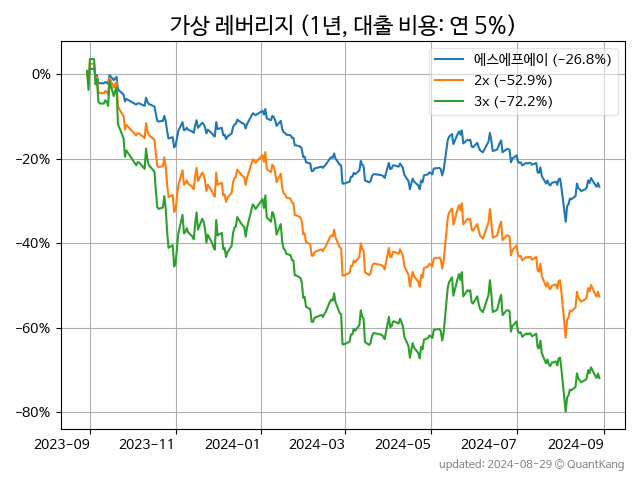 가상 레버리지 (1년, 대출 비용: 연 5%)
에스에프에이 (−26.8%)
2x (−52.9%)
3x (−72.2%)
0%
−20%
−40%
−60%
−80%
2023-09 2023-11 2024-01 2024-03 2024-05 2024-07 2024-09
updated: 2024-08-29 © QuantKang